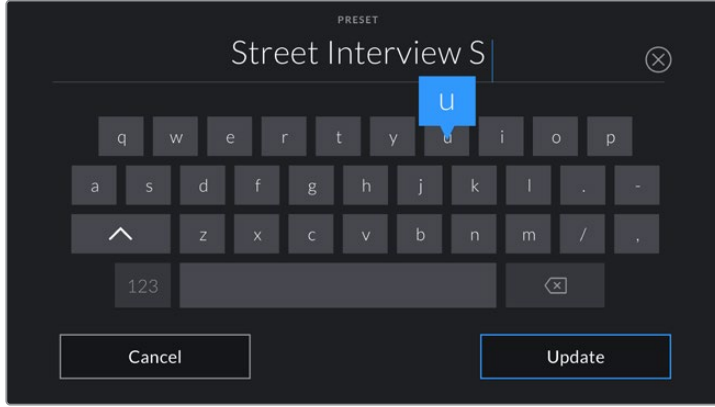 PRESET
Street Interview S
u
q w e r t y u i o p
a s d f g h j k l . -
z x c v b n m / ,
123
Cancel Update